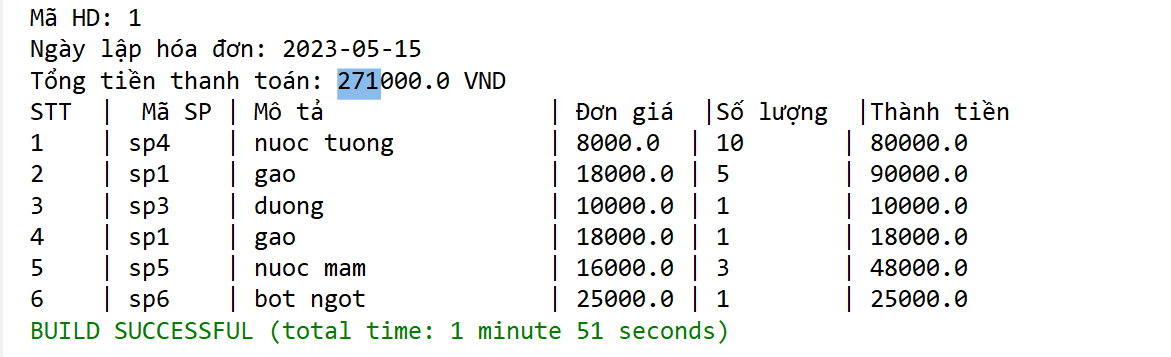 Mã HD: 1
Ngày lập hóa đơn: 2023-05-15
Tổng tiền thanh toán: 271000.0 VND
STT  |  Mã SP | Mô tả              | Đơn giá  |Số lượng  |Thành tiền
1    | sp4    | nuoc tuong         | 8000.0  | 10       | 80000.0
2    | sp1    | gao                | 18000.0 | 5        | 90000.0
3    | sp3    | duong              | 10000.0 | 1        | 10000.0
4    | sp1    | gao                | 18000.0 | 1        | 18000.0
5    | sp5    | nuoc mam           | 16000.0 | 3        | 48000.0
6    | sp6    | bot ngot           | 25000.0 | 1        | 25000.0
BUILD SUCCESSFUL (total time: 1 minute 51 seconds)